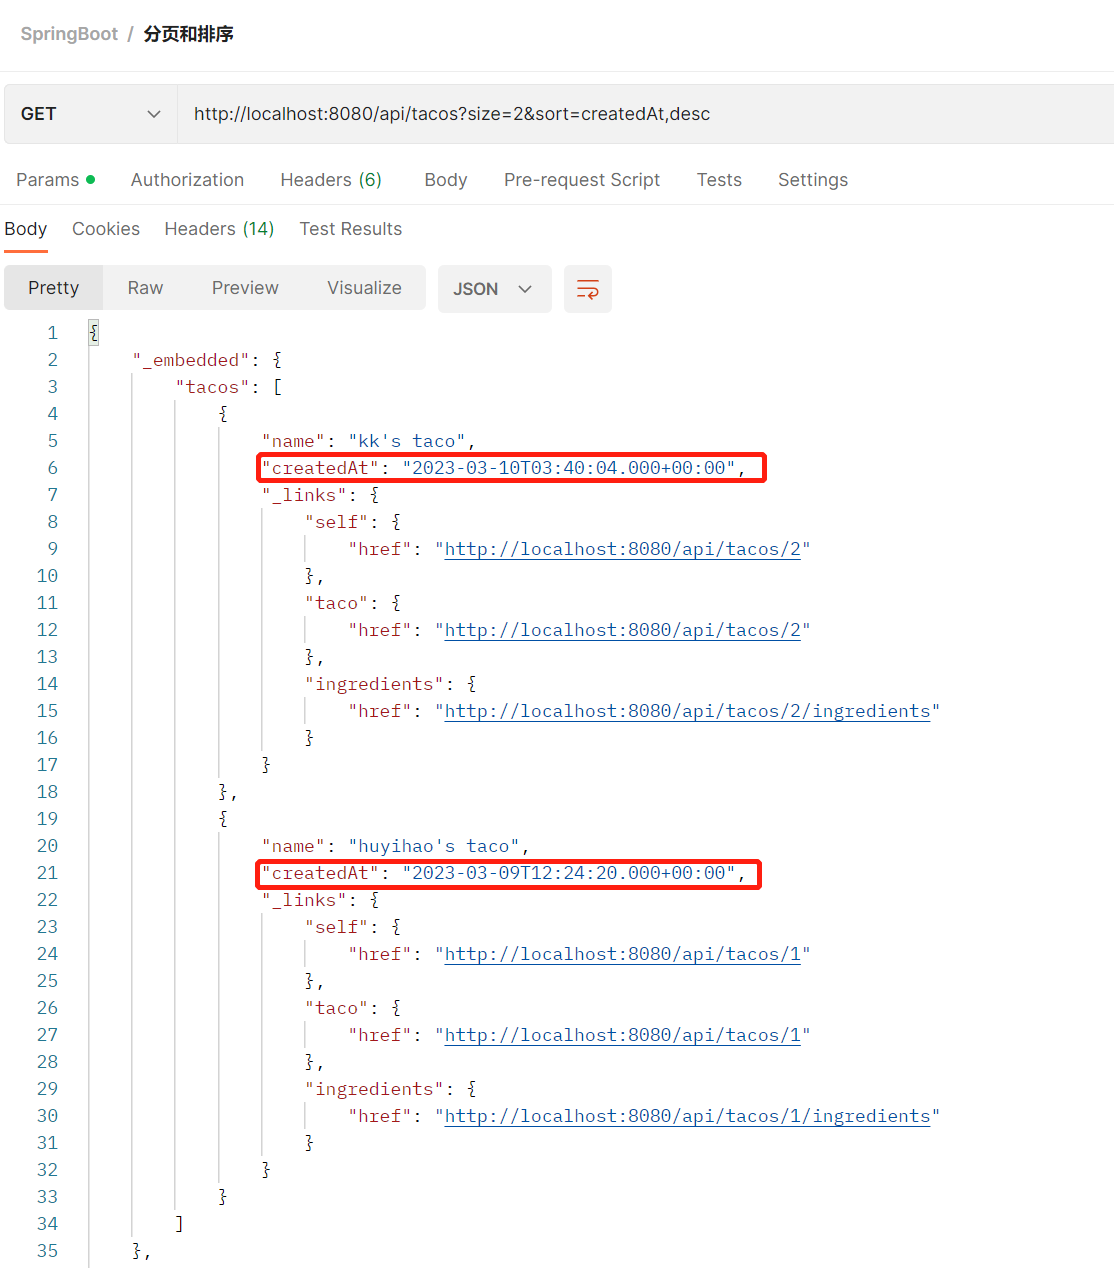 SpringBoot / 分页和排序
GET http://localhost:8080/api/tacos?size=2&sort=createdAt,desc
Params Authorization Headers (6) Body Pre-request Script Tests Settings
Body Cookies Headers (14) Test Results
Pretty Raw Preview Visualize JSON
1 {
2 "_embedded": {
3 "tacos": [
4 {
5 "name": "kk's taco",
6 "createdAt": "2023-03-10T03:40:04.000+00:00",
7 "_links": {
8 "self": {
9 "href": "http://localhost:8080/api/tacos/2"
10 },
11 "taco": {
12 "href": "http://localhost:8080/api/tacos/2"
13 },
14 "ingredients": {
15 "href": "http://localhost:8080/api/tacos/2/ingredients"
16 }
17 }
18 },
19 {
20 "name": "huyihao's taco",
21 "createdAt": "2023-03-09T12:24:20.000+00:00",
22 "_links": {
23 "self": {
24 "href": "http://localhost:8080/api/tacos/1"
25 },
26 "taco": {
27 "href": "http://localhost:8080/api/tacos/1"
28 },
29 "ingredients": {
30 "href": "http://localhost:8080/api/tacos/1/ingredients"
31 }
32 }
33 }
34 ]
35 },